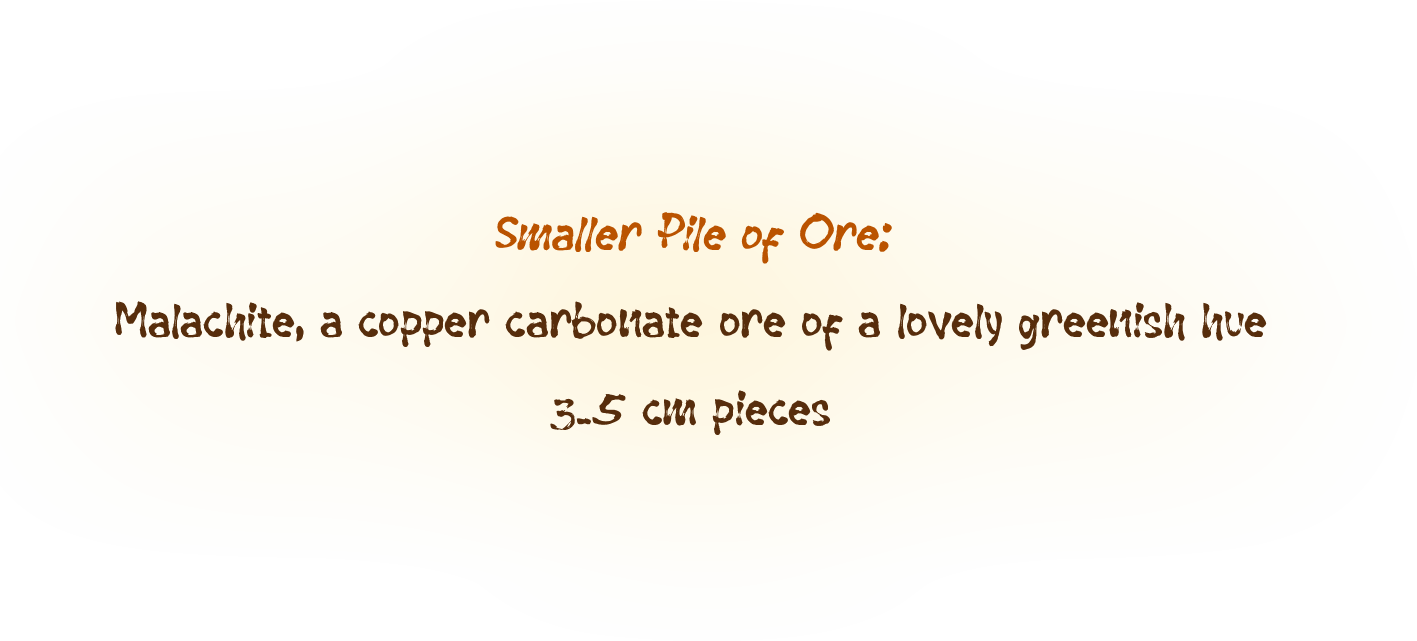 Smaller Pile of Ore:
Malachite, a copper carbonate ore of a lovely greenish hue
3-5 cm pieces